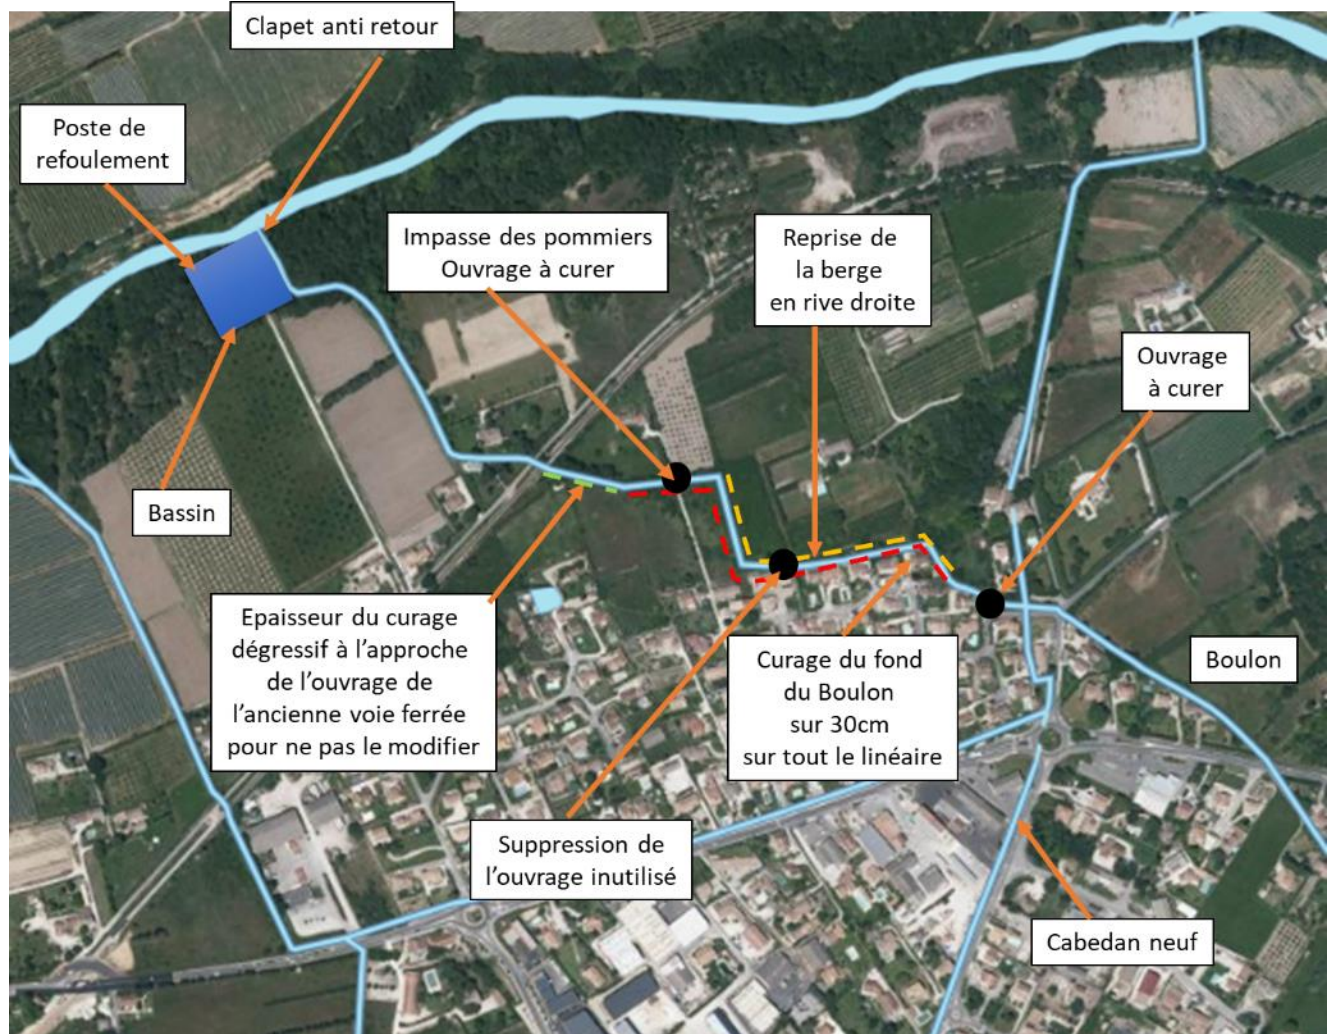 Clapet anti retour
Poste de
refoulement
Impasse des pommiers
Ouvrage à curer
Reprise de
la berge
en rive droite
Ouvrage
à curer
Bassin
Epaisseur du curage
dégressif à l’approche
de l’ouvrage de
l’ancienne voie ferrée
pour ne pas le modifier
Curage du fond
du Boulon
sur 30cm
sur tout le linéaire
Boulon
Suppression de
l’ouvrage inutilisé
Cabedan neuf